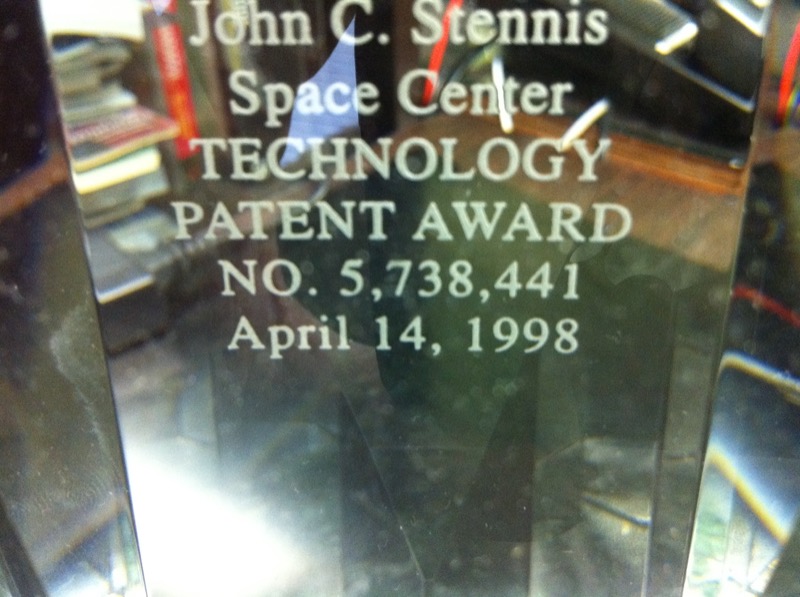 John C. Stennis
Space Center
TECHNOLOGY
PATENT AWARD
NO. 5,738,441
April 14, 1998